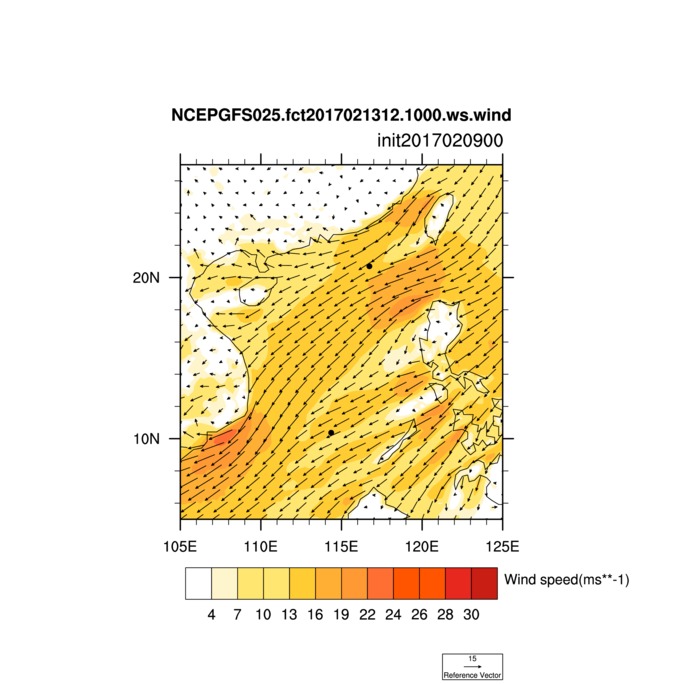 NCEPGFS025.fct2017021312.1000.ws.wind
init2017020900
20N
10N
105E 110E 115E 120E 125E
Wind speed(ms**-1)
4 7 10 13 16 19 22 24 26 28 30
15
Reference Vector